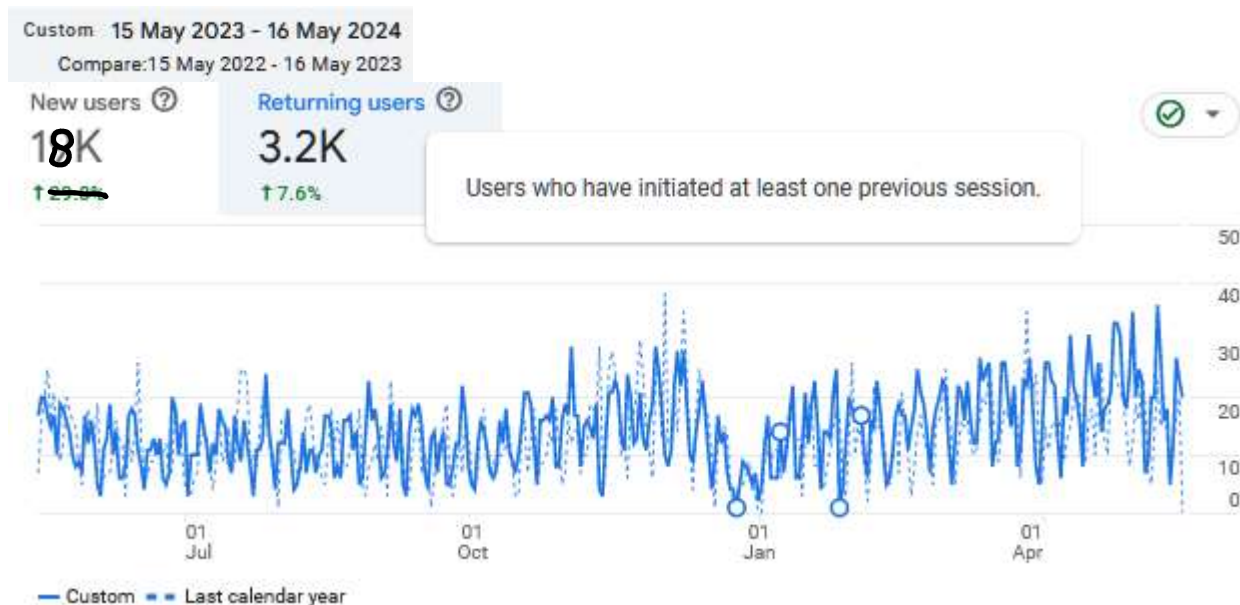 Custom 15 May 2023 - 16 May 2024
Compare:15 May 2022 - 16 May 2023
New users Returning users
18K 3.2K
↑ ↑ 7.6%
Users who have initiated at least one previous session.
50
40
30
20
10
0
01 01 01 01
Jul Oct Jan Apr
Custom Last calendar year